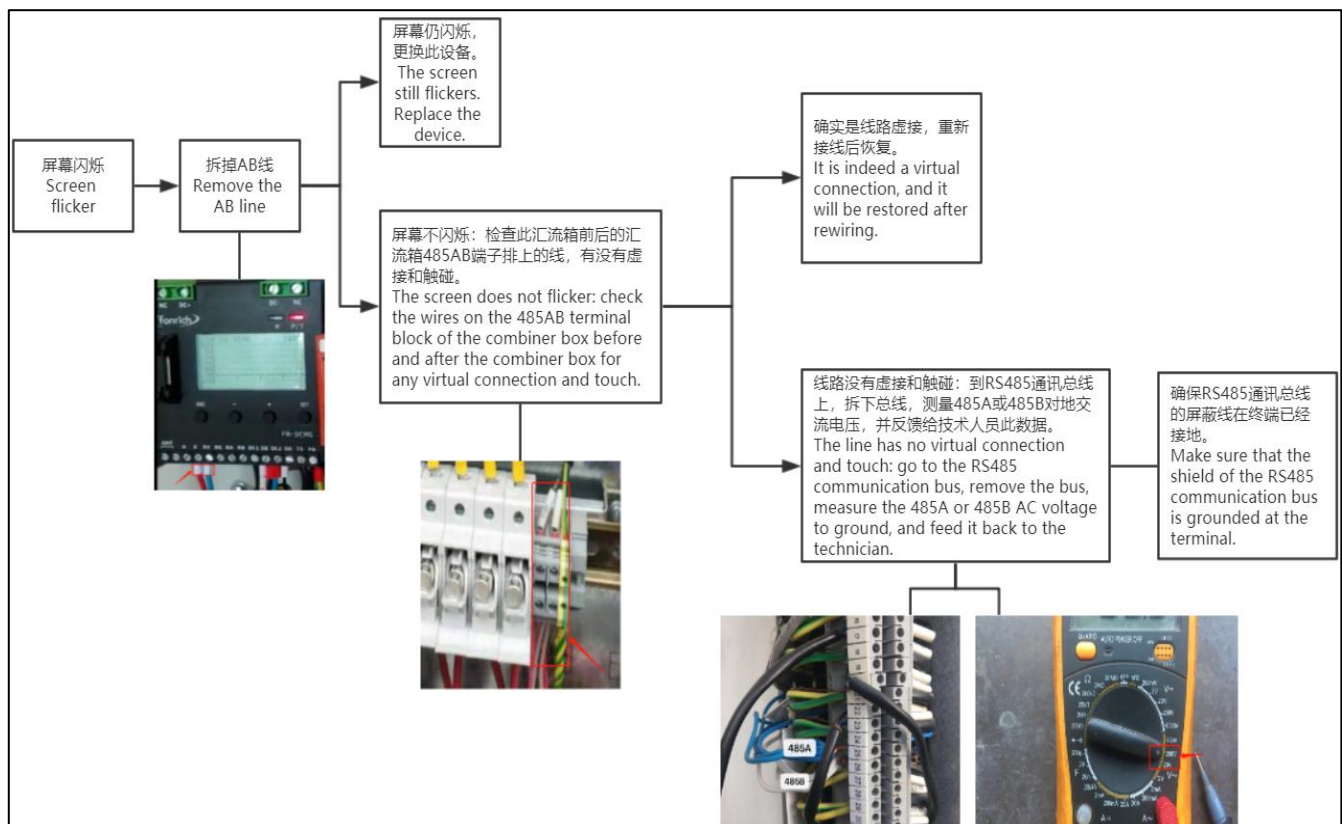 屏幕闪烁
Screen
flicker
拆掉AB线
Remove the
AB line
屏幕仍闪烁，
更换此设备。
The screen
still flickers.
Replace the
device.
屏幕不闪烁：检查此汇流箱前后的汇
流箱485AB端子排上的线，有没有虚
接和触碰。
The screen does not flicker: check
the wires on the 485AB terminal
block of the combiner box before
and after the combiner box for
any virtual connection and touch.
确实是线路虚接，重新
接线后恢复。
It is indeed a virtual
connection, and it
will be restored after
rewiring.
线路没有虚接和触碰：到RS485通讯总线
上，拆下总线，测量485A或485B对地交
流电压，并反馈给技术人员此数据。
The line has no virtual connection
and touch: go to the RS485
communication bus, remove the bus,
measure the 485A or 485B AC voltage
to ground, and feed it back to the
technician.
确保RS485通讯总线
的屏蔽线在终端已经
接地。
Make sure that the
shield of the RS485
communication bus
is grounded at the
terminal.
NC DC+ DC- NC
Fonrich
485A
485B
AUTO POWER OFF
CE